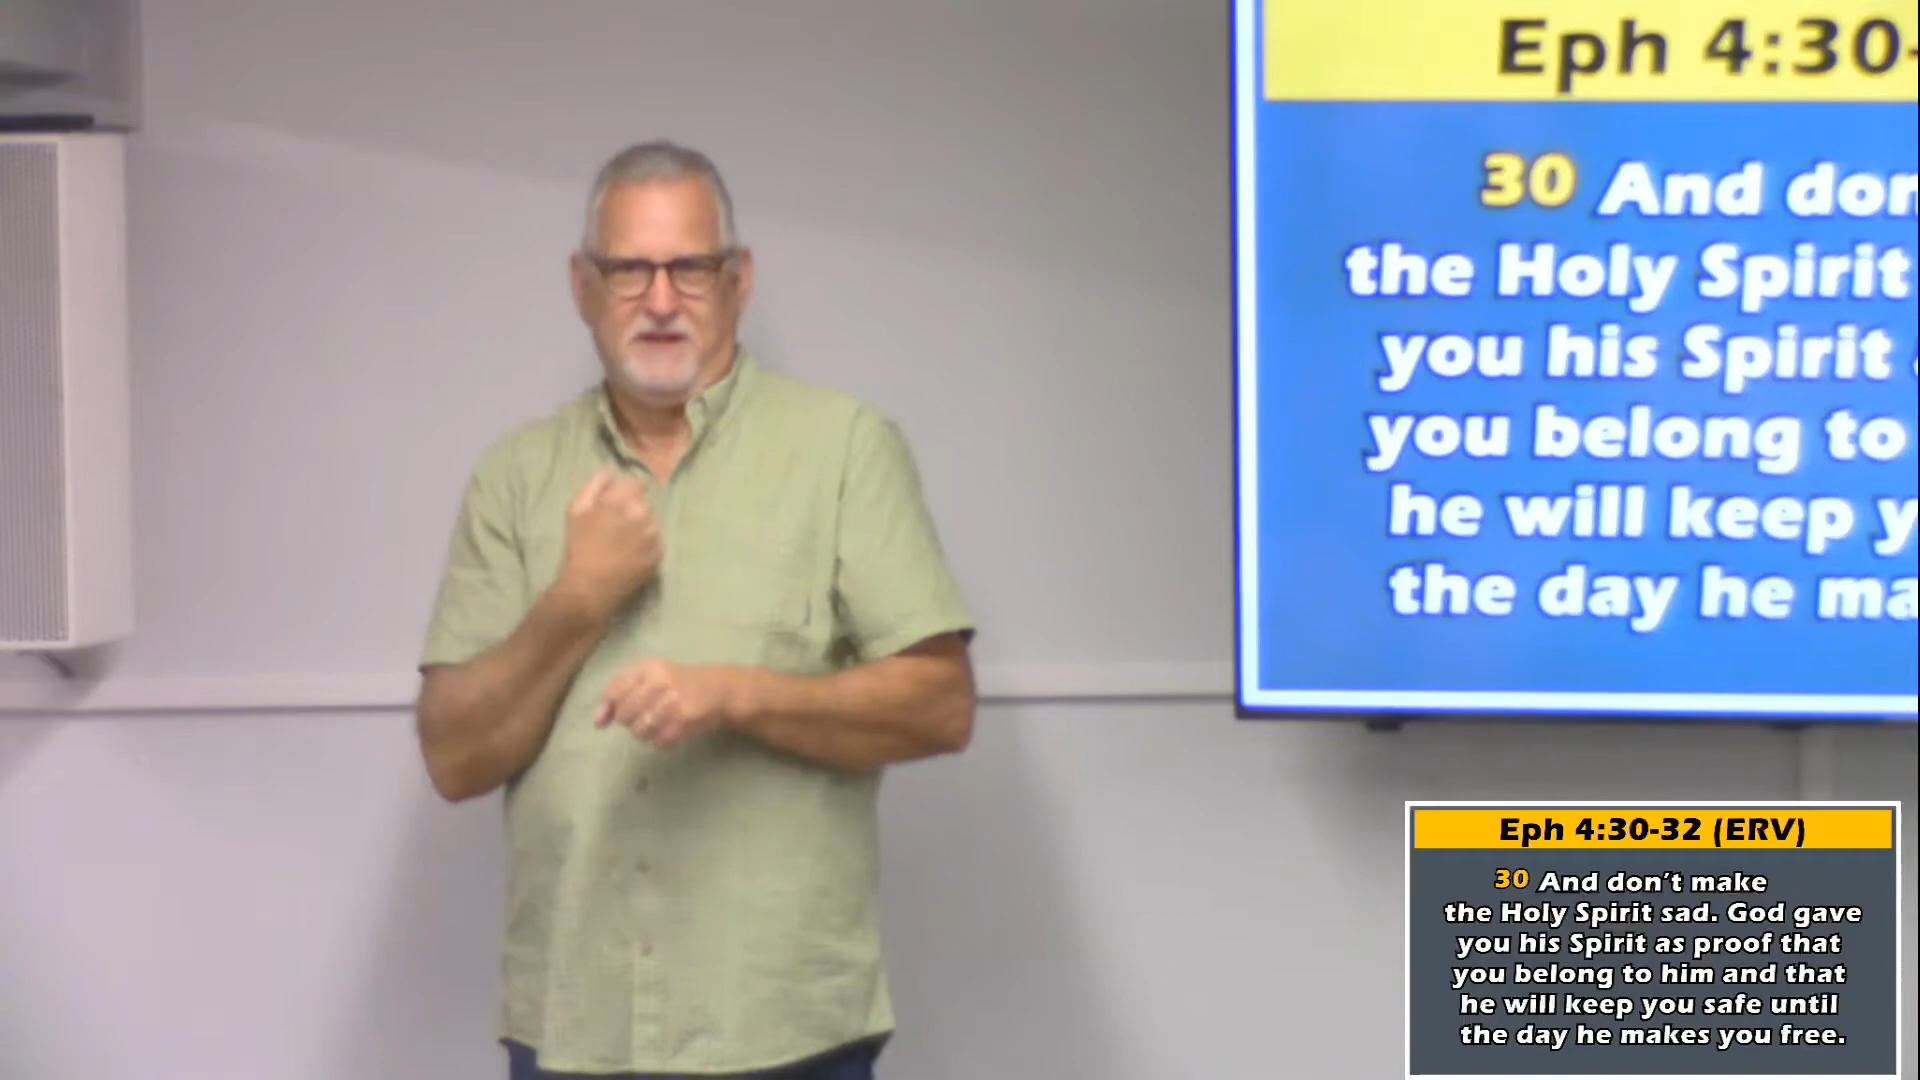 Eph 4:30-
30 And don
the Holy Spirit
you his Spirit
you belong to
he will keep y
the day he ma
Eph 4:30-32 (ERV)
30 And don't make
the Holy Spirit sad. God gave
you his Spirit as proof that
you belong to him and that
he will keep you safe until
the day he makes you free.